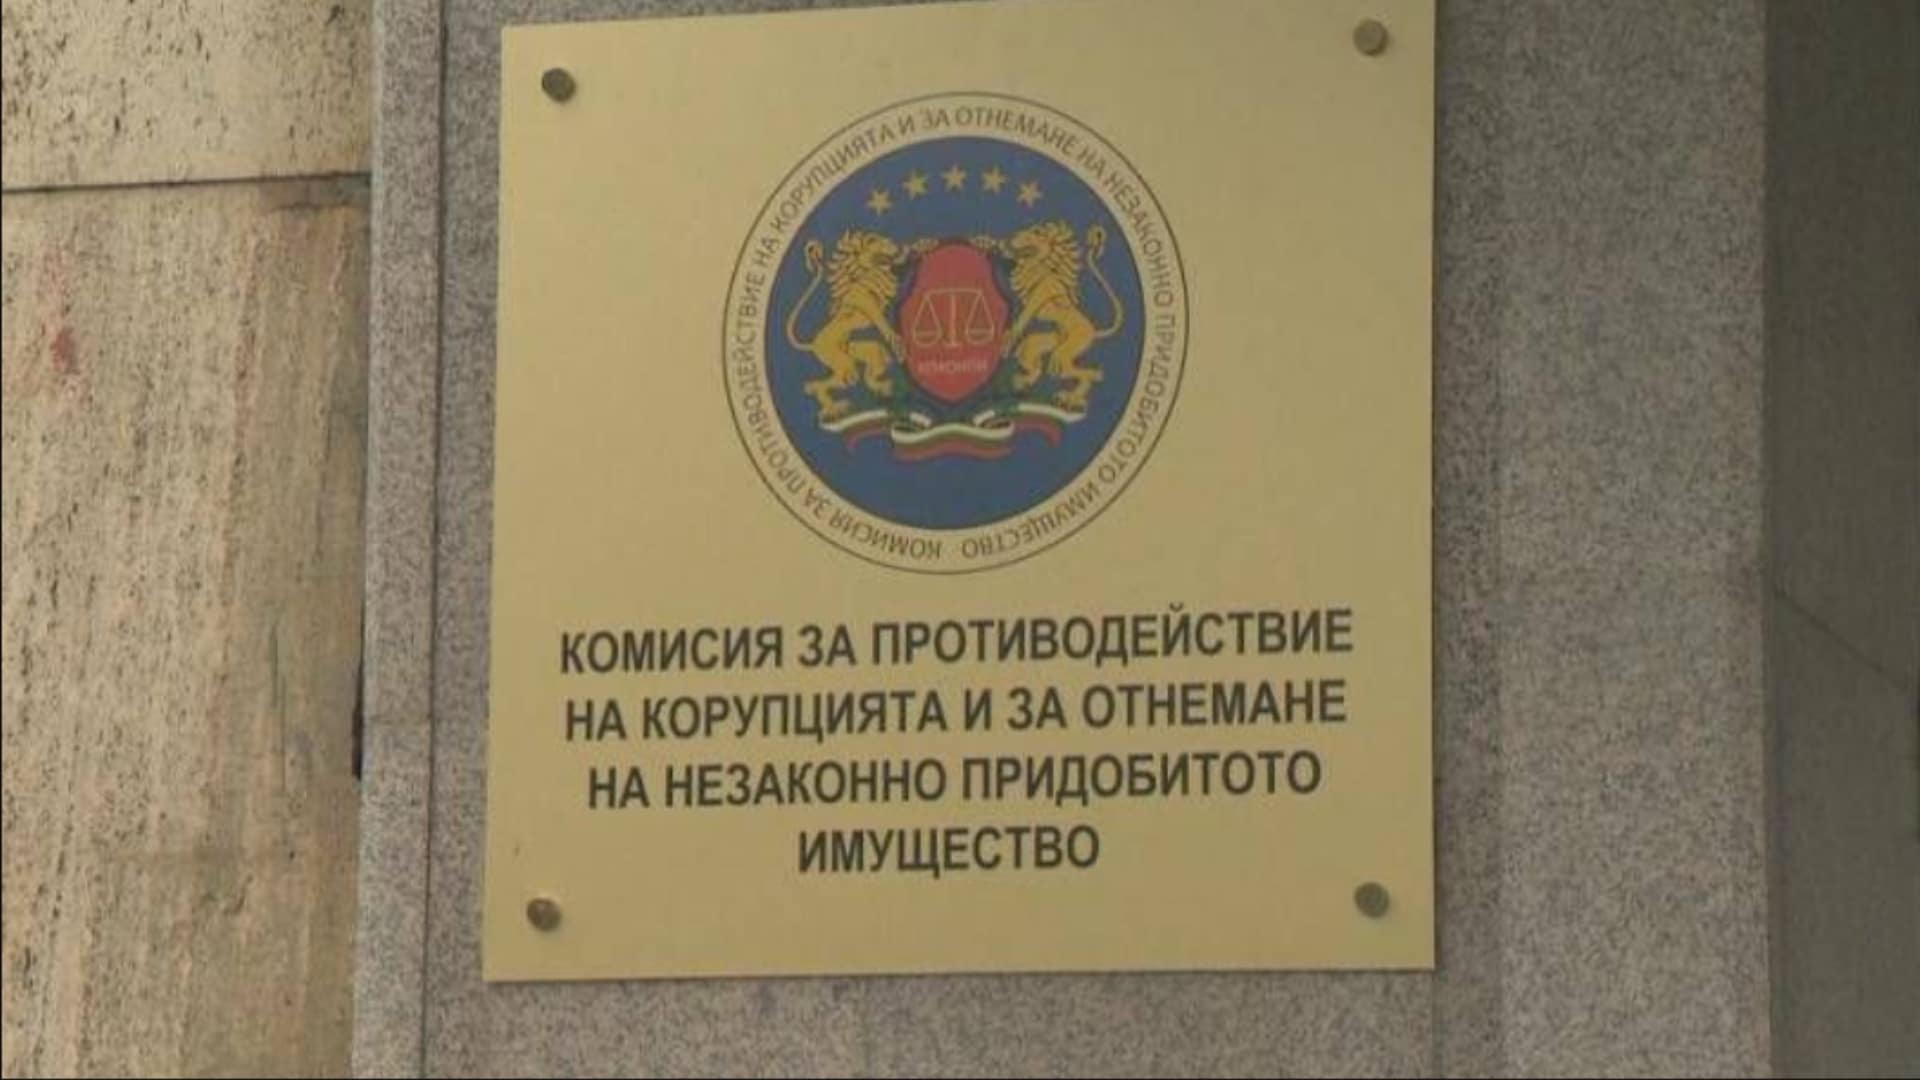 КОМИСИЯ ЗА ПРОТИВОДЕЙСТВИЕ НА КОРУПЦИЯТА И ЗА ОТНЕМАНЕ НА НЕЗАКОННО ПРИДОБИТОТО ИМУЩЕСТВО
КПКОНПИ
КОМИСИЯ ЗА ПРОТИВОДЕЙСТВИЕ
НА КОРУПЦИЯТА И ЗА ОТНЕМАНЕ
НА НЕЗАКОННО ПРИДОБИТОТО
ИМУЩЕСТВО